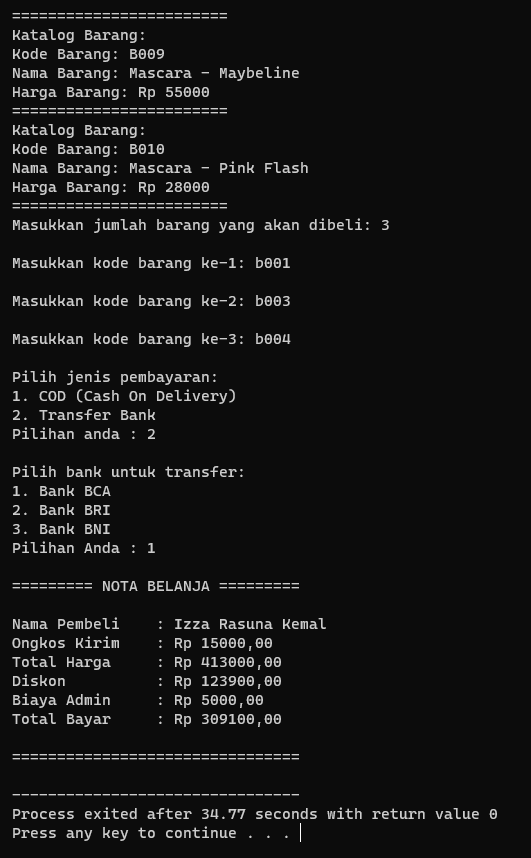 ========================
Katalog Barang:
Kode Barang: B009
Nama Barang: Mascara - Maybeline
Harga Barang: Rp 55000
========================
Katalog Barang:
Kode Barang: B010
Nama Barang: Mascara - Pink Flash
Harga Barang: Rp 28000
========================
Masukkan jumlah barang yang akan dibeli: 3
Masukkan kode barang ke-1: b001
Masukkan kode barang ke-2: b003
Masukkan kode barang ke-3: b004
Pilih jenis pembayaran:
1. COD (Cash On Delivery)
2. Transfer Bank
Pilihan anda : 2
Pilih bank untuk transfer:
1. Bank BCA
2. Bank BRI
3. Bank BNI
Pilihan Anda : 1
========= NOTA BELANJA =========
Nama Pembeli    : Izza Rasuna Kemal
Ongkos Kirim    : Rp 15000,00
Total Harga     : Rp 413000,00
Diskon          : Rp 123900,00
Biaya Admin     : Rp 5000,00
Total Bayar     : Rp 309100,00
================================
--------------------------------
Process exited after 34.77 seconds with return value 0
Press any key to continue . . .